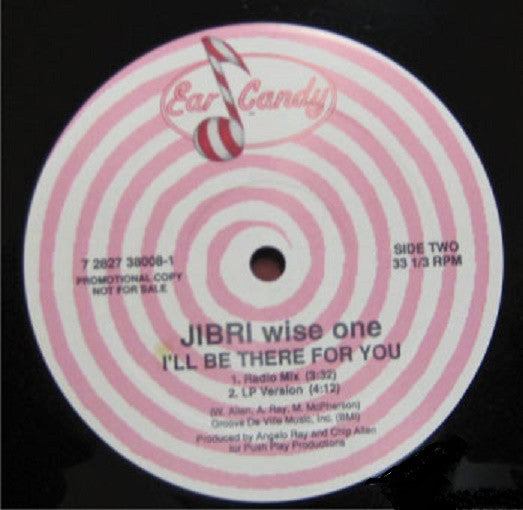 Ear Candy
7 2627 38008-1
PROMOTIONAL COPY
NOT FOR SALE
SIDE TWO
33 1/3 RPM
JIBRI wise one
I'LL BE THERE FOR YOU
1. Radio Mix (3:32)
2. LP Version (4:12)
(W. Allen, A. Ray, M. McPherson)
Groove De Ville Music, Inc. (BMI)
Produced by Angelo Ray and Chip Allen
for Push Play Productions